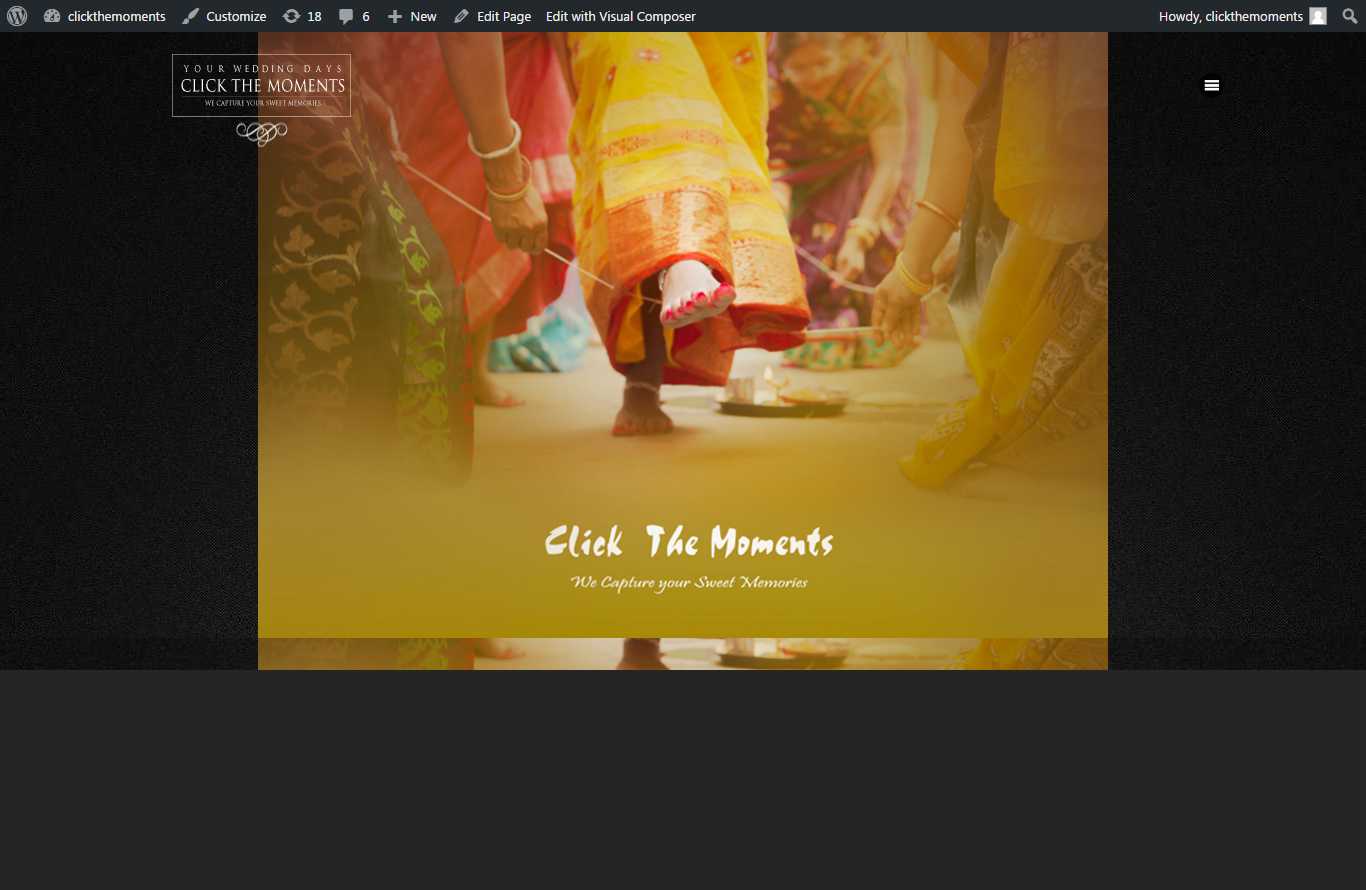 clickthemoments Customize 18 6 New Edit Page Edit with Visual Composer Howdy, clickthemoments
YOUR WEDDING DAYS
CLICK THE MOMENTS
WE CAPTURE YOUR SWEET MEMORIES
Click The Moments
We Capture your Sweet Memories